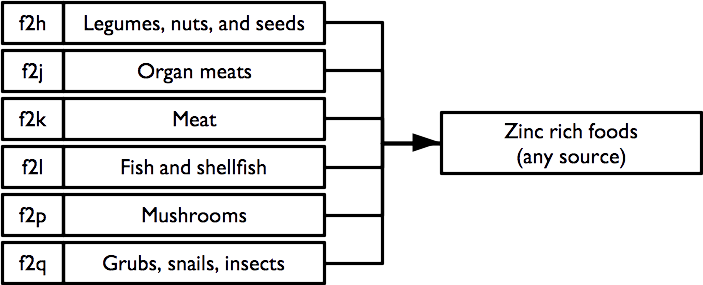 f2h Legumes, nuts, and seeds
f2j Organ meats
f2k Meat
f2l Fish and shellfish
f2p Mushrooms
f2q Grubs, snails, insects
Zinc rich foods
(any source)